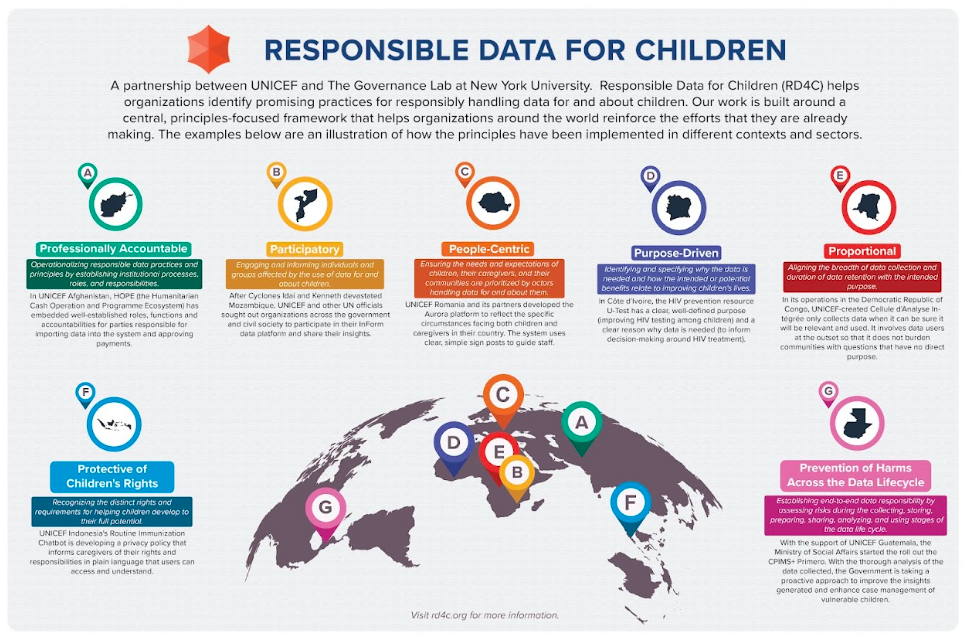 RESPONSIBLE DATA FOR CHILDREN
A partnership between UNICEF and The Governance Lab at New York University. Responsible Data for Children (RD4C) helps
organizations identify promising practices for responsibly handling data for and about children. Our work is built around a
central, principles-focused framework that helps organizations around the world reinforce the efforts that they are already
making. The examples below are an illustration of how the principles have been implemented in different contexts and sectors.
A
Professionally Accountable
Operationalizing responsible data practices and
principles by establishing institutional processes,
roles, and responsibilities.
In UNICEF Afghanistan, HOPE (the Humanitarian
Cash Operation and Programme Ecosystem) has
embedded well-established roles, functions and
accountabilities for parties responsible for
importing data into the system and approving
payments.
B
Participatory
Engaging and informing individuals and
groups affected by the use of data for and
about children.
After Cyclones Idai and Kenneth devastated
Mozambique, UNICEF and other UN officials
sought out organizations across the government
and civil society to participate in their Inform
data platform and share their insights.
C
People-Centric
Ensuring the needs and expectations of
children, their caregivers, and their
communities are prioritized by actors
handling data for and about them.
UNICEF Romania and its partners developed the
Aurora platform to reflect the specific
circumstances facing both children and
caregivers in their country. The system uses
clear, simple sign posts to guide staff.
D
Purpose-Driven
Identifying and specifying why the data is
needed and how the intended or potential
benefits relate to improving children's lives.
In Côte d'Ivoire, the HIV prevention resource
U-Test has a clear, well-defined purpose
(improving HIV testing among children) and a
clear reason why data is needed (to inform
decision-making around HIV treatment).
E
Proportional
Aligning the breadth of data collection and
duration of data retention with the intended
purpose.
In its operations in the Democratic Republic of
Congo, UNICEF-created Cellule d'Analyse In-
tégrée only collects data when it can be sure it
will be relevant and used. It involves data users
at the outset so that it does not burden
communities with questions that have no direct
purpose.
F
Protective of
Children's Rights
Recognizing the distinct rights and
requirements for helping children develop to
their full potential.
UNICEF Indonesia's Routine Immunization
Chatbot is developing a privacy policy that
informs caregivers of their rights and
responsibilities in plain language that users can
access and understand.
C
A
D
E
B
G
F
G
Prevention of Harms
Across the Data Lifecycle
Establishing end-to-end data responsibility by
assessing risks during the collecting, storing,
preparing, sharing, analyzing, and using stages of
the data life cycle.
With the support of UNICEF Guatemala, the
Ministry of Social Affairs started the roll out the
CPIMS+ Primero. With the thorough analysis of the
data collected, the Government is taking a
proactive approach to improve the insights
generated and enhance case management of
vulnerable children.
Visit rd4c.org for more information.